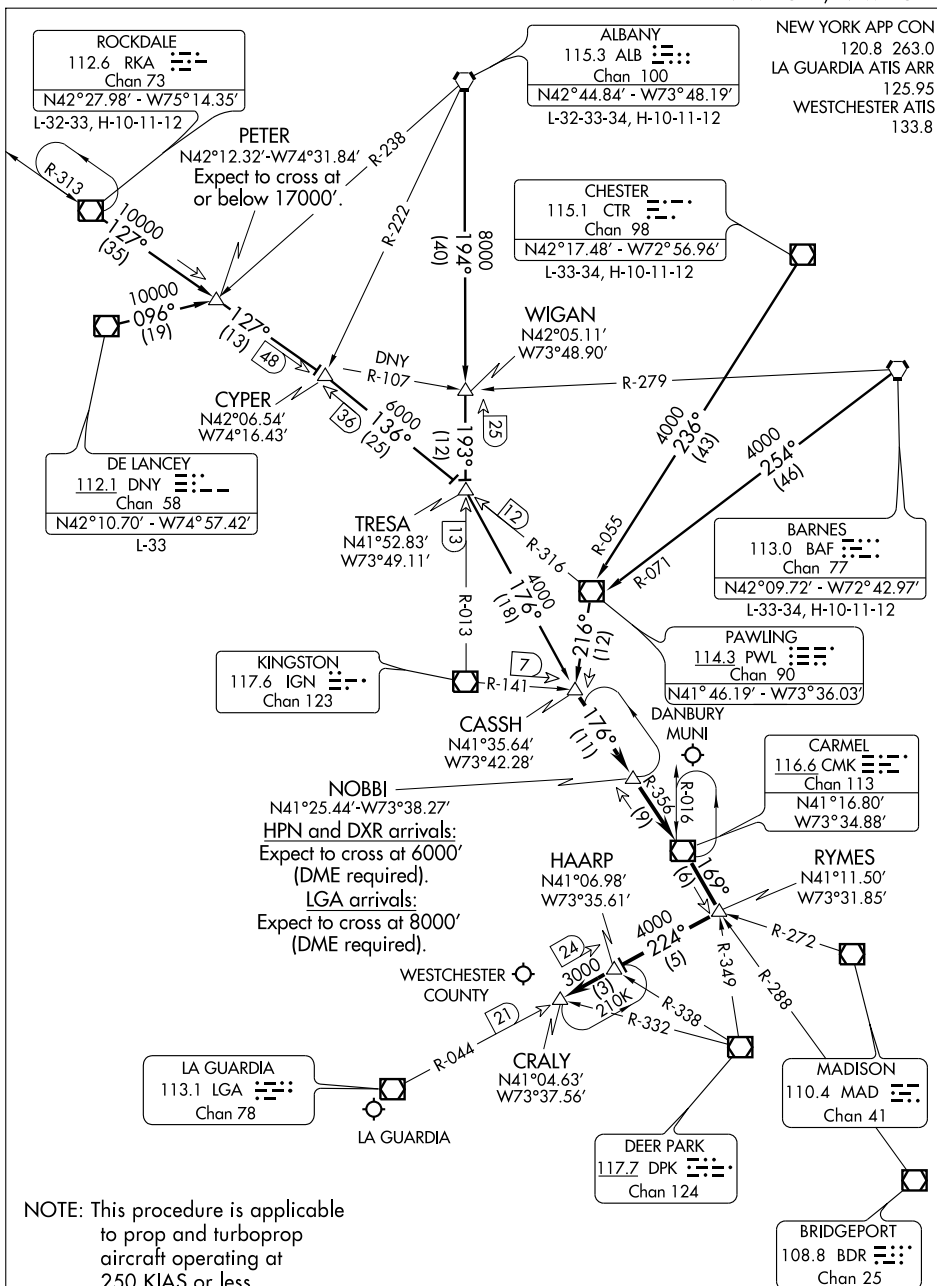 NEW YORK APP CON
120.8 263.0
LA GUARDIA ATIS ARR
125.95
WESTCHESTER ATIS
133.8
ROCKDALE
112.6 RKA
Chan 73
N42°27.98' - W75°14.35'
L-32-33, H-10-11-12
ALBANY
115.3 ALB
Chan 100
N42°44.84' - W73°48.19'
L-32-33-34, H-10-11-12
PETER
N42°12.32'-W74°31.84'
Expect to cross at
or below 17000'.
R-238
R-222
R-313
10000
127°
(35)
8000
194°
(40)
CHESTER
115.1 CTR
Chan 98
N42°17.48' - W72°56.96'
L-33-34, H-10-11-12
10000
096°
(19)
127°
(13)
48
WIGAN
N42°05.11'
W73°48.90'
DNY
R-107
R-279
CYPER
N42°06.54'
W74°16.43'
36
6000
136°
(25)
193°
(12)
25
4000
236°
(43)
4000
254°
(46)
DE LANCEY
112.1 DNY
Chan 58
N42°10.70' - W74°57.42'
L-33
TRESA
N41°52.83'
W73°49.11'
13
12
R-316
R-055
R-071
BARNES
113.0 BAF
Chan 77
N42°09.72' - W72°42.97'
L-33-34, H-10-11-12
R-013
4000
176°
(18)
216°
(12)
PAWLING
114.3 PWL
Chan 90
N41°46.19' - W73°36.03'
KINGSTON
117.6 IGN
Chan 123
R-141
7
CASSH
N41°35.64'
W73°42.28'
176°
(11)
DANBURY
MUNI
CARMEL
116.6 CMK
Chan 113
N41°16.80'
W73°34.88'
NOBBI
N41°25.44'-W73°38.27'
HPN and DXR arrivals:
Expect to cross at 6000'
(DME required).
LGA arrivals:
Expect to cross at 8000'
(DME required).
R-356
(9)
R-016
169°
(6)
HAARP
N41°06.98'
W73°35.61'
RYMES
N41°11.50'
W73°31.85'
4000
224°
(5)
R-272
R-349
R-288
WESTCHESTER
COUNTY
24
3000
(3)
210K
R-338
R-332
21
R-044
CRALY
N41°04.63'
W73°37.56'
LA GUARDIA
113.1 LGA
Chan 78
LA GUARDIA
MADISON
110.4 MAD
Chan 41
DEER PARK
117.7 DPK
Chan 124
BRIDGEPORT
108.8 BDR
Chan 25
NOTE: This procedure is applicable
to prop and turboprop
aircraft operating at
250 KIAS or less